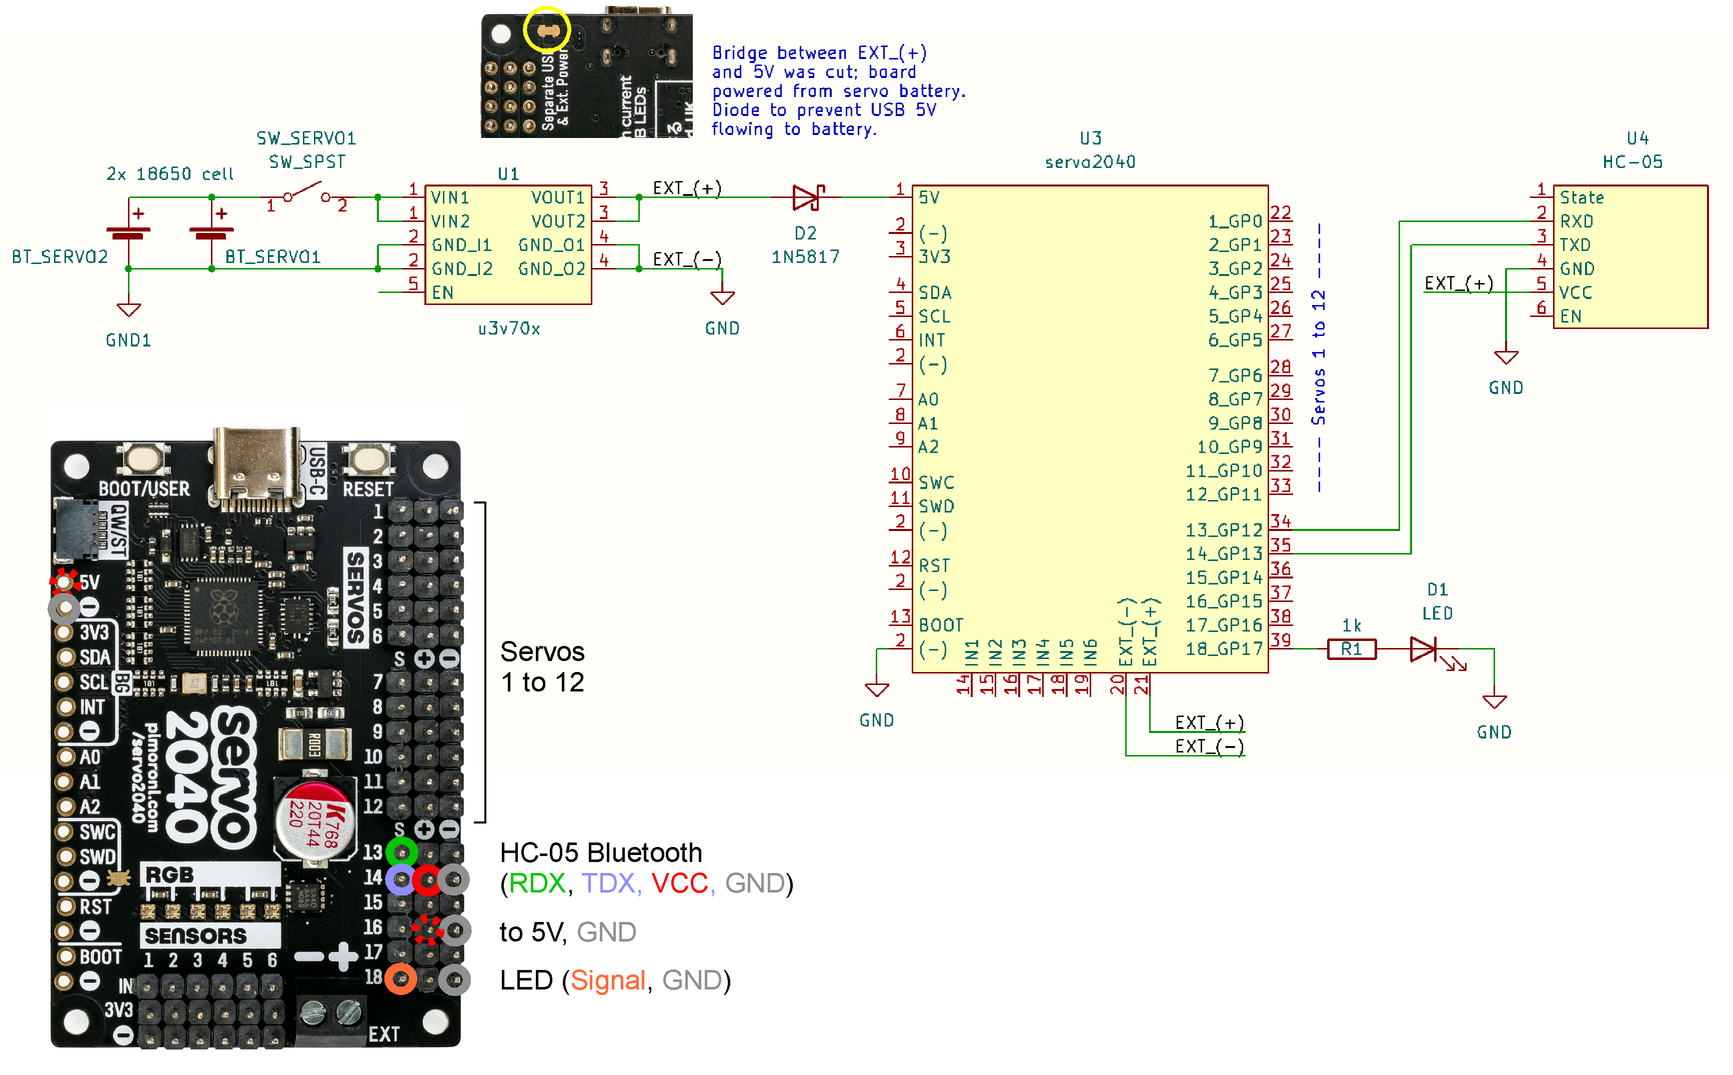 Separate USB
& Ext. Power
n current
B LEDs
Bridge between EXT_(+)
and 5V was cut; board
powered from servo battery.
Diode to prevent USB 5V
flowing to battery.
SW_SERVO1
SW_SPST
2x 18650 cell
1
2
+
+
BT_SERVO2
BT_SERVO1
GND1
U1
1 VIN1
1 VIN2
2 GND_I1
2 GND_I2
5 EN
VOUT1 3
VOUT2 3
GND_O1 4
GND_O2 4
u3v70x
EXT_(+)
EXT_(-)
GND
D2
1N5817
U3
servo2040
1 5V
2 (-)
3 3V3
4 SDA
5 SCL
6 INT
2 (-)
7 A0
8 A1
9 A2
10 SWC
11 SWD
2 (-)
12 RST
2 (-)
13 BOOT
2 (-)
GND
14 IN1
15 IN2
16 IN3
17 IN4
18 IN5
19 IN6
20 EXT_(-)
21 EXT_(+)
EXT_(+)
EXT_(-)
1_GP0 22
2_GP1 23
3_GP2 24
4_GP3 25
5_GP4 26
6_GP5 27
7_GP6 28
8_GP7 29
9_GP8 30
10_GP9 31
11_GP10 32
12_GP11 33
13_GP12 34
14_GP13 35
15_GP14 36
16_GP15 37
17_GP16 38
18_GP17 39
----- Servos 1 to 12 -----
1k
R1
D1
LED
GND
U4
HC-05
1 State
2 RXD
3 TXD
4 GND
5 VCC
6 EN
EXT_(+)
GND
BOOT/USER
USB-C
RESET
QW/ST
5V
-
3V3
SDA
SCL
INT
-
BG
A0
A1
A2
SWC
SWD
-
RST
-
BOOT
-
SERVOS
1
2
3
4
5
6
S + -
7
8
9
10
11
12
S + -
13
14
15
16
17
18
servo
2040
pimoroni.com
/servo2040
R003
K768
20T44
220
RGB
SENSORS
1 2 3 4 5 6
IN
3V3
-
- +
EXT
Servos
1 to 12
HC-05 Bluetooth
(RDX, TDX, VCC, GND)
to 5V, GND
LED (Signal, GND)